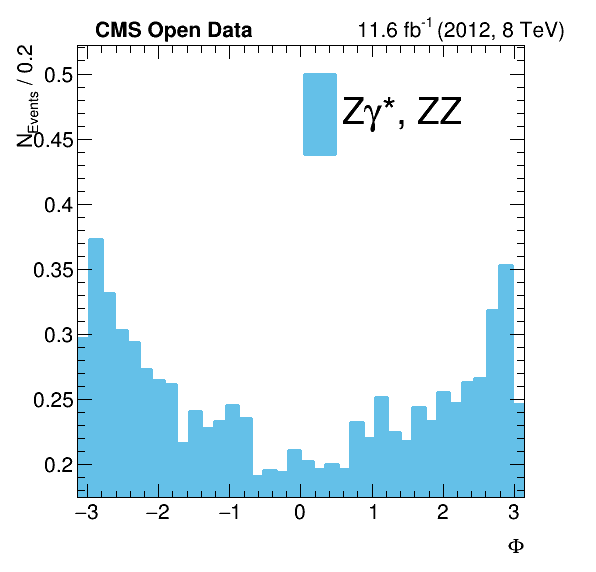 CMS Open Data 11.6 fb⁻¹ (2012, 8 TeV)
N_Events / 0.2
0.5
Zγ*, ZZ
0.45
0.4
0.35
0.3
0.25
0.2
−3 −2 −1 0 1 2 3
Φ